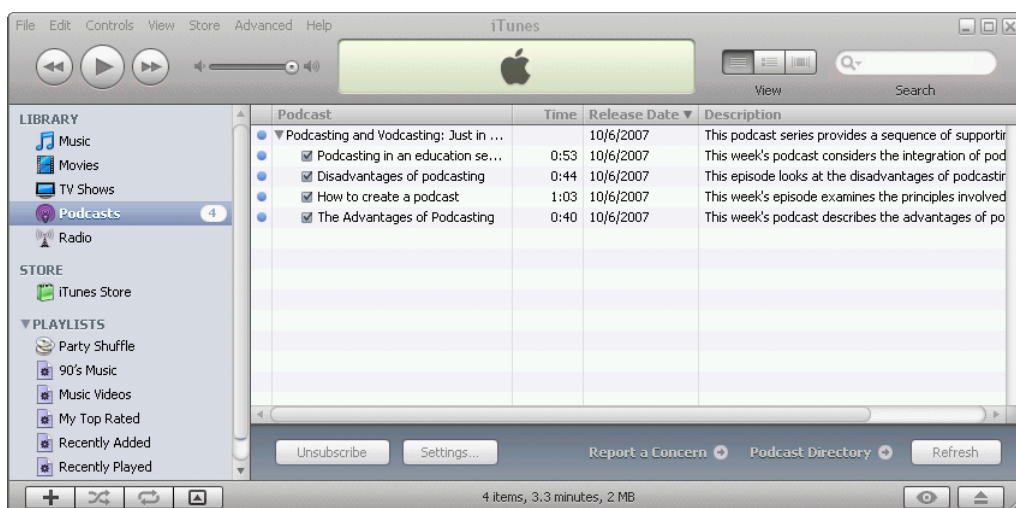 File Edit Controls View Store Advanced Help iTunes
View Search
LIBRARY
Music
Movies
TV Shows
Podcasts 4
Radio
STORE
iTunes Store
PLAYLISTS
Party Shuffle
90's Music
Music Videos
My Top Rated
Recently Added
Recently Played
Podcast Time Release Date Description
Podcasting and Vodcasting: Just in ... 10/6/2007 This podcast series provides a sequence of supportin
Podcasting in an education se... 0:53 10/6/2007 This week's podcast considers the integration of pod
Disadvantages of podcasting 0:44 10/6/2007 This episode looks at the disadvantages of podcastin
How to create a podcast 1:03 10/6/2007 This week's episode examines the principles involved
The Advantages of Podcasting 0:40 10/6/2007 This week's podcast describes the advantages of po
Unsubscribe Settings... Report a Concern Podcast Directory Refresh
4 items, 3.3 minutes, 2 MB